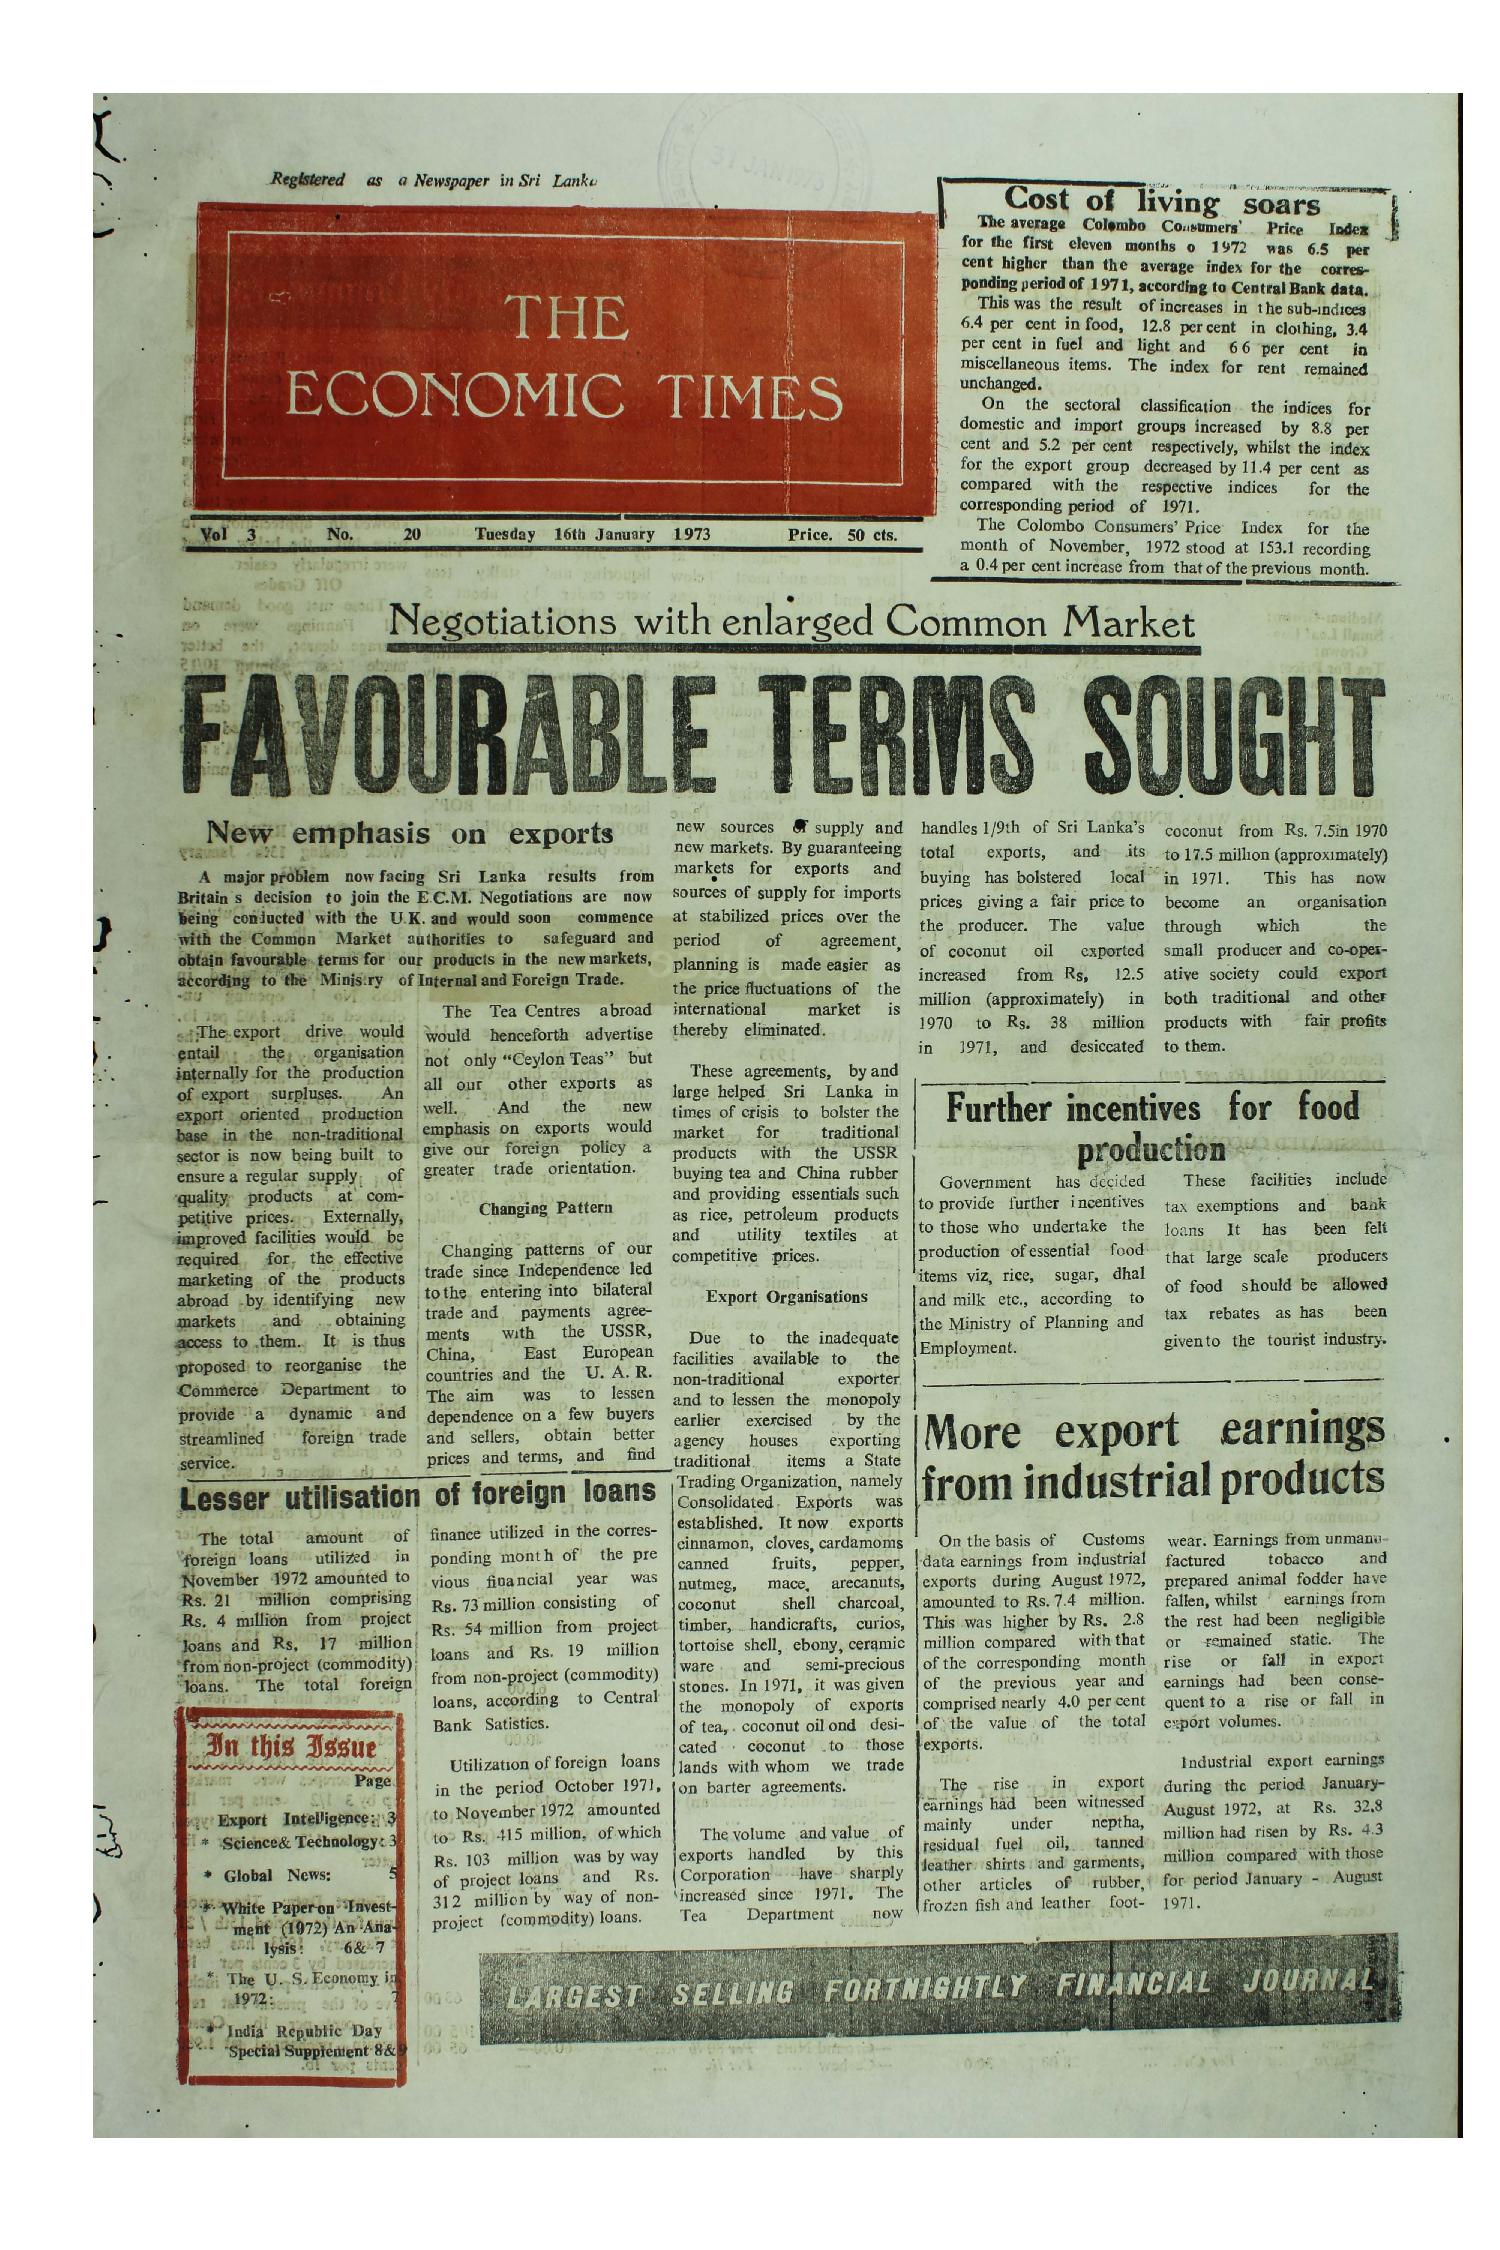 Registered as a Newspaper in Sri Lanka
THE
ECONOMIC TIMES
Vol 3 No. 20 Tuesday 16th January 1973 Price. 50 cts.
Cost of living soars
The average Colombo Consumers' Price Index
for the first eleven months o 1972 was 6.5 per
cent higher than the average index for the corres-
ponding period of 1971, according to Central Bank data.
This was the result of increases in the sub-indices
6.4 per cent in food, 12.8 per cent in clothing, 3.4
per cent in fuel and light and 6 6 per cent in
miscellaneous items. The index for rent remained
unchanged.
On the sectoral classification the indices for
domestic and import groups increased by 8.8 per
cent and 5.2 per cent respectively, whilst the index
for the export group decreased by 11.4 per cent as
compared with the respective indices for the
corresponding period of 1971.
The Colombo Consumers' Price Index for the
month of November, 1972 stood at 153.1 recording
a 0.4 per cent increase from that of the previous month.
Negotiations with enlarged Common Market
FAVOURABLE TERMS SOUGHT
New emphasis on exports
A major problem now facing Sri Lanka results from
Britain s decision to join the E.C.M. Negotiations are now
being conducted with the U.K. and would soon commence
with the Common Market authorities to safeguard and
obtain favourable terms for our products in the new markets,
according to the Ministry of Internal and Foreign Trade.
The export drive would
entail the organisation
internally for the production
of export surpluses. An
export oriented production
base in the non-traditional
sector is now being built to
ensure a regular supply of
quality products at com-
petitive prices. Externally,
improved facilities would be
required for the effective
marketing of the products
abroad by identifying new
markets and obtaining
access to them. It is thus
proposed to reorganise the
Commerce Department to
provide a dynamic and
streamlined foreign trade
service.
The Tea Centres abroad
would henceforth advertise
not only "Ceylon Teas" but
all our other exports as
well. And the new
emphasis on exports would
give our foreign policy a
greater trade orientation.
Changing Pattern
Changing patterns of our
trade since Independence led
to the entering into bilateral
trade and payments agree-
ments with the USSR,
China, East European
countries and the U. A. R.
The aim was to lessen
dependence on a few buyers
and sellers, obtain better
prices and terms, and find
new sources of supply and
new markets. By guaranteeing
markets for exports and
sources of supply for imports
at stabilized prices over the
period of agreement,
planning is made easier as
the price fluctuations of the
international market is
thereby eliminated.
These agreements, by and
large helped Sri Lanka in
times of crisis to bolster the
market for traditional
products with the USSR
buying tea and China rubber
and providing essentials such
as rice, petroleum products
and utility textiles at
competitive prices.
Export Organisations
Due to the inadequate
facilities available to the
non-traditional exporter
and to lessen the monopoly
earlier exercised by the
agency houses exporting
traditional items a State
Trading Organization, namely
Consolidated Exports was
established. It now exports
cinnamon, cloves, cardamoms
canned fruits, pepper,
nutmeg, mace, arecanuts,
coconut shell charcoal,
timber, handicrafts, curios,
tortoise shell, ebony, ceramic
ware and semi-precious
stones. In 1971, it was given
the monopoly of exports
of tea, coconut oil ond desi-
cated coconut to those
lands with whom we trade
on barter agreements.
The volume and value of
exports handled by this
Corporation have sharply
increased since 1971. The
Tea Department now
handles 1/9th of Sri Lanka's
total exports, and its
buying has bolstered local
prices giving a fair price to
the producer. The value
of coconut oil exported
increased from Rs, 12.5
million (approximately) in
1970 to Rs. 38 million
in 1971, and desiccated
coconut from Rs. 7.5in 1970
to 17.5 million (approximately)
in 1971. This has now
become an organisation
through which the
small producer and co-oper-
ative society could export
both traditional and other
products with fair profits
to them.
Further incentives for food
production
Government has decided
to provide further incentives
to those who undertake the
production of essential food
items viz, rice, sugar, dhal
and milk etc., according to
the Ministry of Planning and
Employment.
These facilities include
tax exemptions and bank
loans It has been felt
that large scale producers
of food should be allowed
tax rebates as has been
given to the tourist industry.
More export earnings
from industrial products
On the basis of Customs
data earnings from industrial
exports during August 1972,
amounted to Rs. 7.4 million.
This was higher by Rs. 2.8
million compared with that
of the corresponding month
of the previous year and
comprised nearly 4.0 per cent
of the value of the total
exports.
The rise in export
earnings had been witnessed
mainly under neptha,
residual fuel oil, tanned
leather shirts and garments,
other articles of rubber,
frozen fish and leather foot-
wear. Earnings from unmanu-
factured tobacco and
prepared animal fodder have
fallen, whilst earnings from
the rest had been negligible
or remained static. The
rise or fall in export
earnings had been conse-
quent to a rise or fall in
export volumes.
Industrial export earnings
during the period January-
August 1972, at Rs. 32.8
million had risen by Rs. 4.3
million compared with those
for period January - August
1971.
Lesser utilisation of foreign loans
The total amount of
foreign loans utilized in
November 1972 amounted to
Rs. 21 million comprising
Rs. 4 million from project
loans and Rs, 17 million
from non-project (commodity)
loans. The total foreign
finance utilized in the corres-
ponding month of the pre
vious financial year was
Rs. 73 million consisting of
Rs. 54 million from project
loans and Rs. 19 million
from non-project (commodity)
loans, according to Central
Bank Satistics.
Utilization of foreign loans
in the period October 1971,
to November 1972 amounted
to Rs. 415 million, of which
Rs. 103 million was by way
of project loans and Rs.
312 million by way of non-
project (commodity) loans.
In this Issue
Page
Export Intelligence: 3
* Science & Technology: 3
* Global News: 5
* White Paper on Invest-
ment (1972) An Ana-
lysis: 6 & 7
* The U. S. Economy in
1972: 7
* India Republic Day
Special Supplement 8 & 9
LARGEST SELLING FORTNIGHTLY FINANCIAL JOURNAL